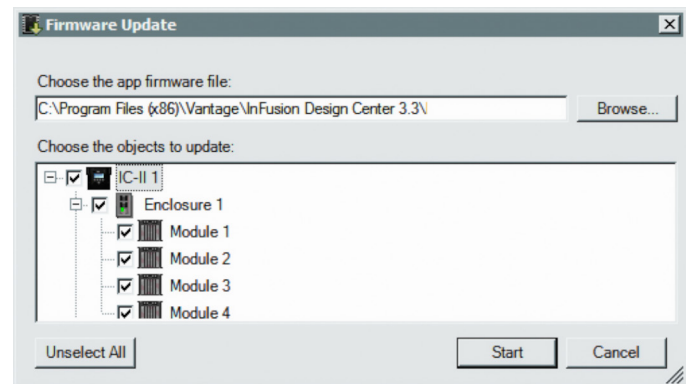 Firmware Update
Choose the app firmware file:
C:\Program Files (x86)\Vantage\InFusion Design Center 3.3\
Browse...
Choose the objects to update:
IC-II 1
Enclosure 1
Module 1
Module 2
Module 3
Module 4
Unselect All
Start
Cancel